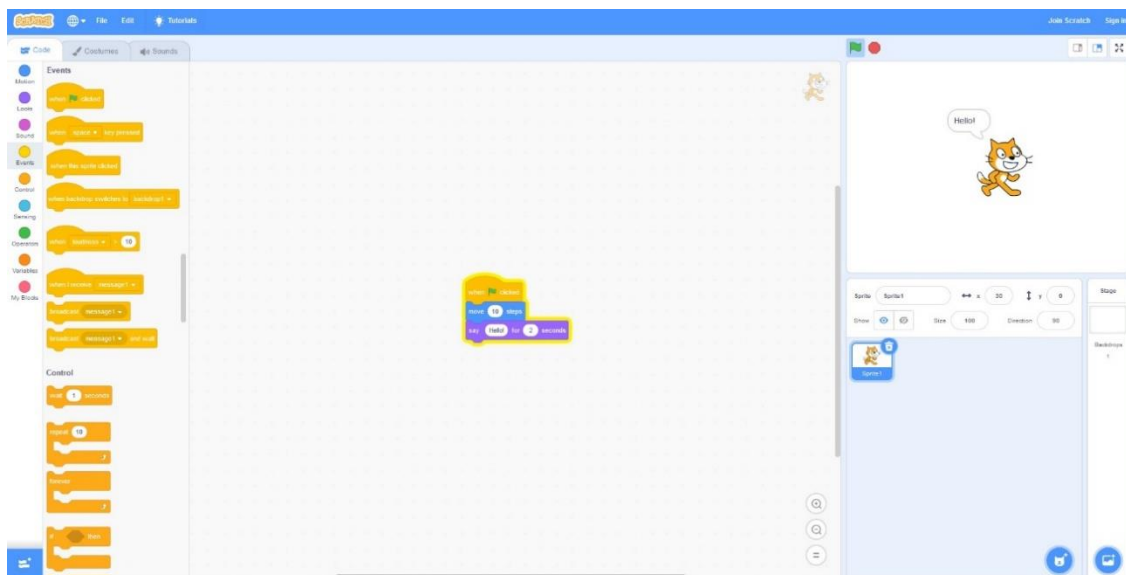 SCRATCH
File Edit Tutorials
Join Scratch Sign in
Code Costumes Sounds
Motion
Looks
Sound
Events
Control
Sensing
Operators
Variables
My Blocks
Events
when clicked
when space key pressed
when this sprite clicked
when backdrop switches to backdrop1
when loudness > 10
when I receive message1
broadcast message1
broadcast message1 and wait
Control
wait 1 seconds
repeat 10
forever
if then
when clicked
move 10 steps
say Hello! for 2 seconds
Hello!
Sprite Sprite1 x 30 y 0
Show Size 100 Direction 90
Sprite1
Stage
Backdrops
1